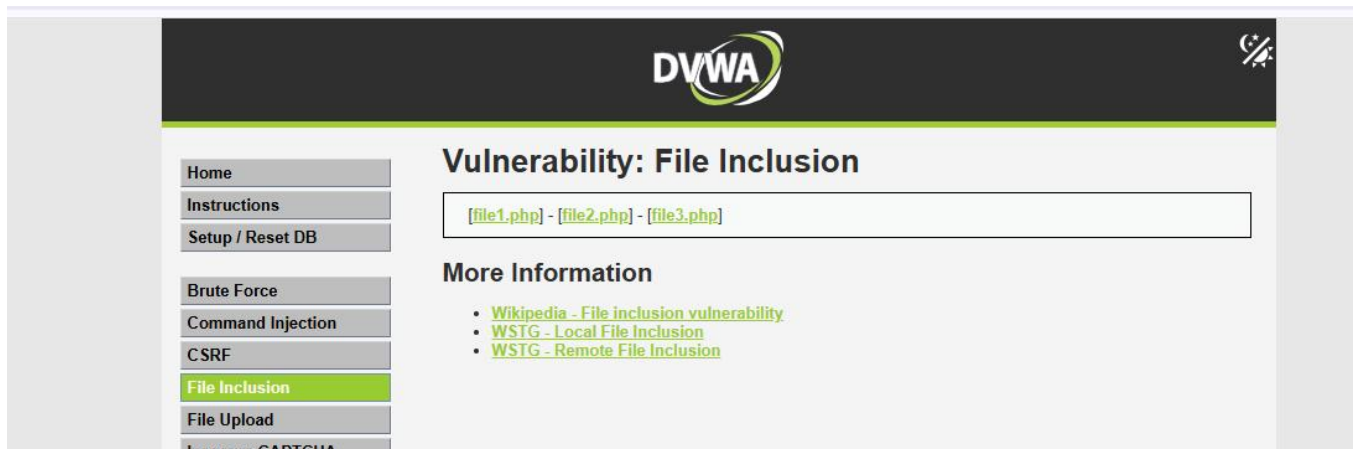 DVWA
Home
Instructions
Setup / Reset DB
Brute Force
Command Injection
CSRF
File Inclusion
File Upload
Vulnerability: File Inclusion
[file1.php] - [file2.php] - [file3.php]
More Information
Wikipedia - File inclusion vulnerability
WSTG - Local File Inclusion
WSTG - Remote File Inclusion